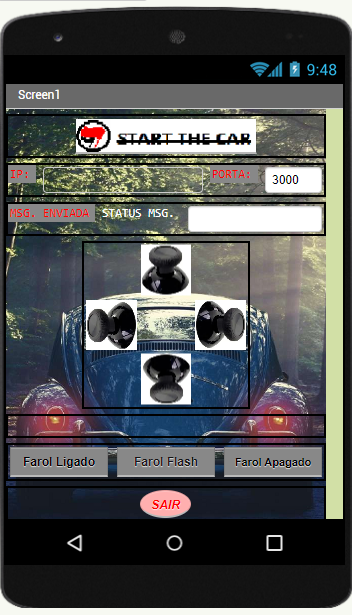 9:48
Screen1
START THE CAR
IP: PORTA: 3000
MSG. ENVIADA STATUS MSG.
Farol Ligado Farol Flash Farol Apagado
SAIR